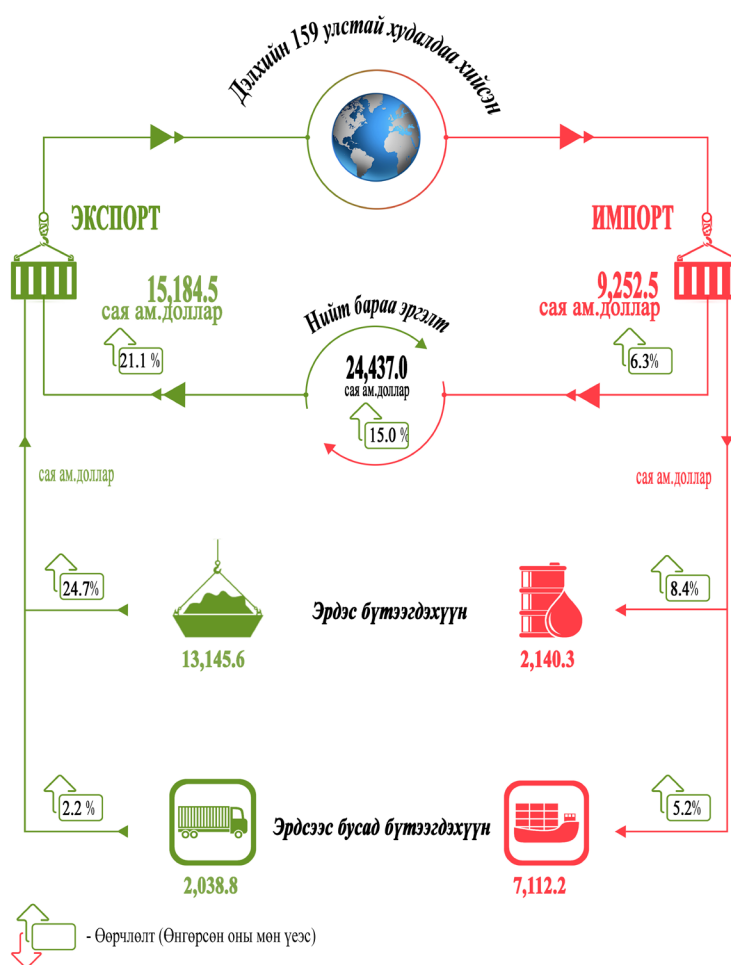 Дэлхийн 159 улстай худалдаа хийсэн
ЭКСПОРТ
ИМПОРТ
15,184.5
сая ам.доллар
21.1 %
9,252.5
сая ам.доллар
6.3%
Нийт бараа эргэлт
24,437.0
сая ам.доллар
15.0 %
сая ам.доллар
сая ам.доллар
24.7%
8.4%
Эрдэс бүтээгдэхүүн
13,145.6
2,140.3
2.2 %
5.2%
Эрдсээс бусад бүтээгдэхүүн
2,038.8
7,112.2
- Өөрчлөлт (Өнгөрсөн оны мөн үеэс)